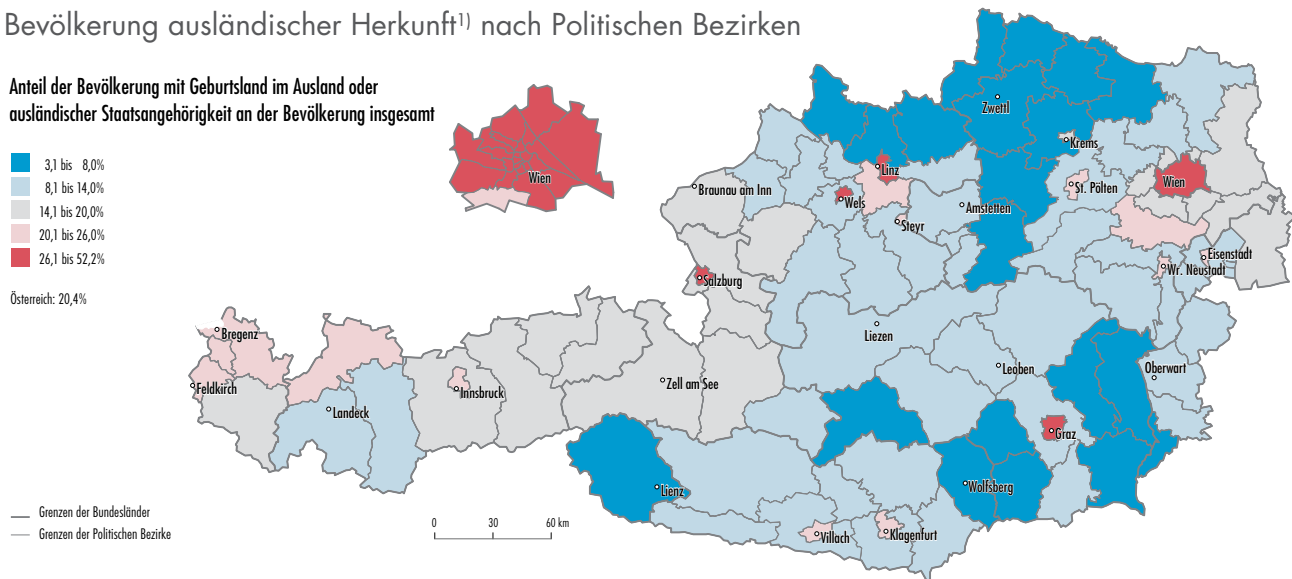 Bevölkerung ausländischer Herkunft¹⁾ nach Politischen Bezirken
Anteil der Bevölkerung mit Geburtsland im Ausland oder
ausländischer Staatsangehörigkeit an der Bevölkerung insgesamt
3,1 bis 8,0%
8,1 bis 14,0%
14,1 bis 20,0%
20,1 bis 26,0%
26,1 bis 52,2%
Österreich: 20,4%
Wien
Zwettl
Krems
Linz
Wien
St. Pölten
Braunau am Inn
Wels
Amstetten
Steyr
Eisenstadt
Wr. Neustadt
Salzburg
Bregenz
Liezen
Leoben
Oberwart
Zell am See
Feldkirch
Innsbruck
Landeck
Graz
Lienz
Wolfsberg
Villach
Klagenfurt
Grenzen der Bundesländer
Grenzen der Politischen Bezirke
0 30 60 km